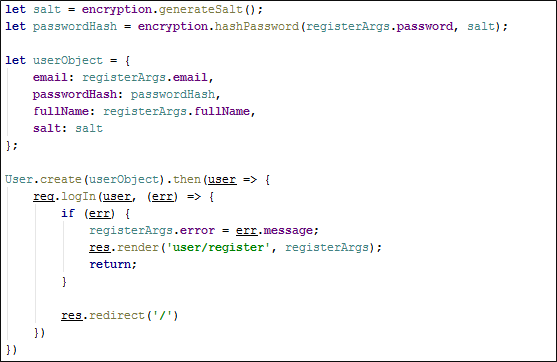 let salt = encryption.generateSalt();
let passwordHash = encryption.hashPassword(registerArgs.password, salt);

let userObject = {
    email: registerArgs.email,
    passwordHash: passwordHash,
    fullName: registerArgs.fullName,
    salt: salt
};

User.create(userObject).then(user => {
    req.logIn(user, (err) => {
        if (err) {
            registerArgs.error = err.message;
            res.render('user/register', registerArgs);
            return;
        }

        res.redirect('/')
    })
})